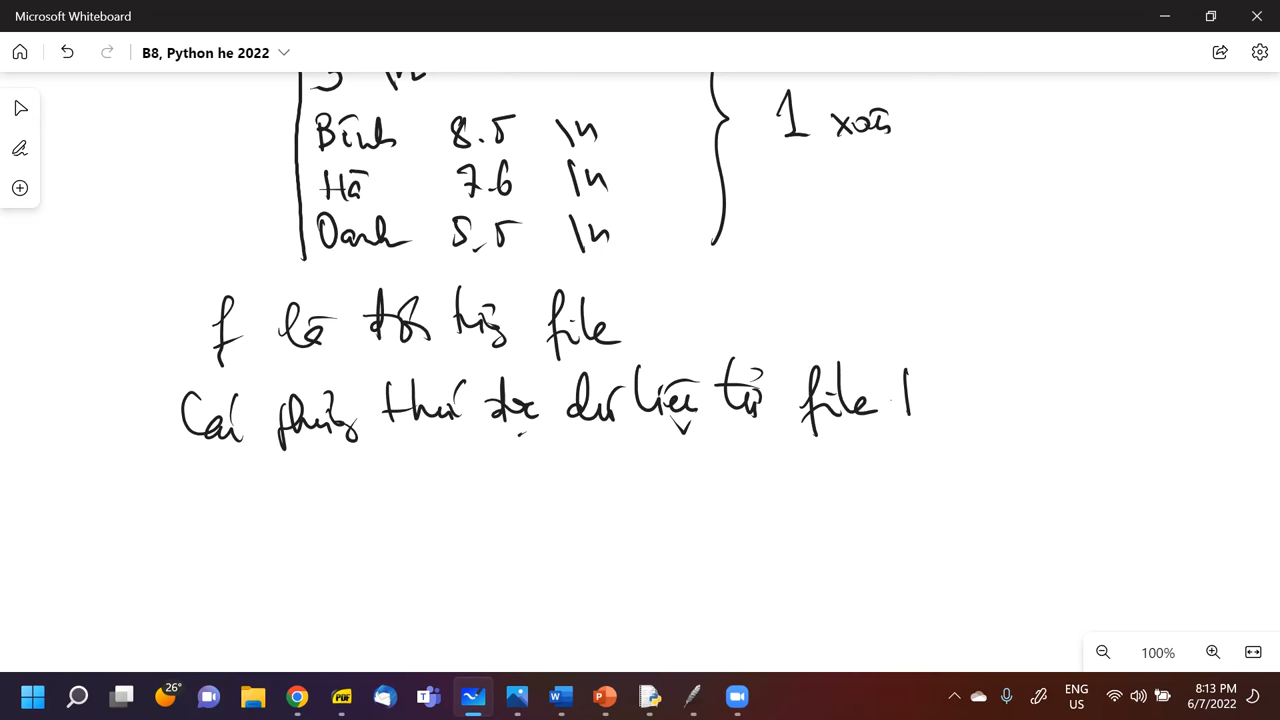 Microsoft Whiteboard
B8, Python he 2022
3 \n
Bình 8.5 \n
Hà 7.6 \n
Oanh 5.5 \n
1 xâu
f là đối tượng file
Các phương thức đọc dữ liệu từ file
100%
26°
ENG
US
8:13 PM
6/7/2022